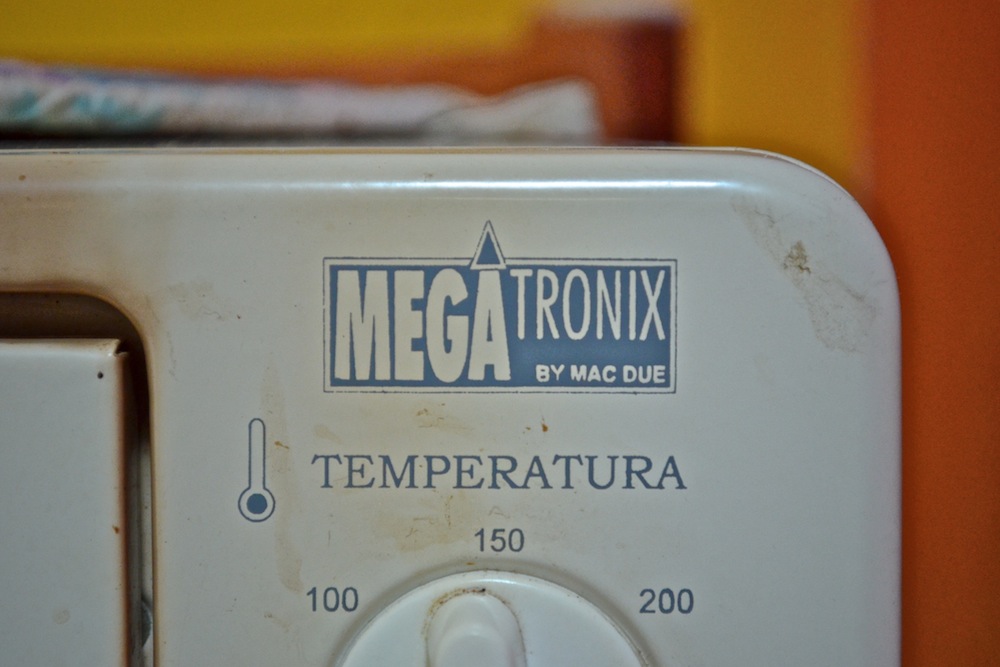 MEGATRONIX
BY MAC DUE
TEMPERATURA
150
100 200